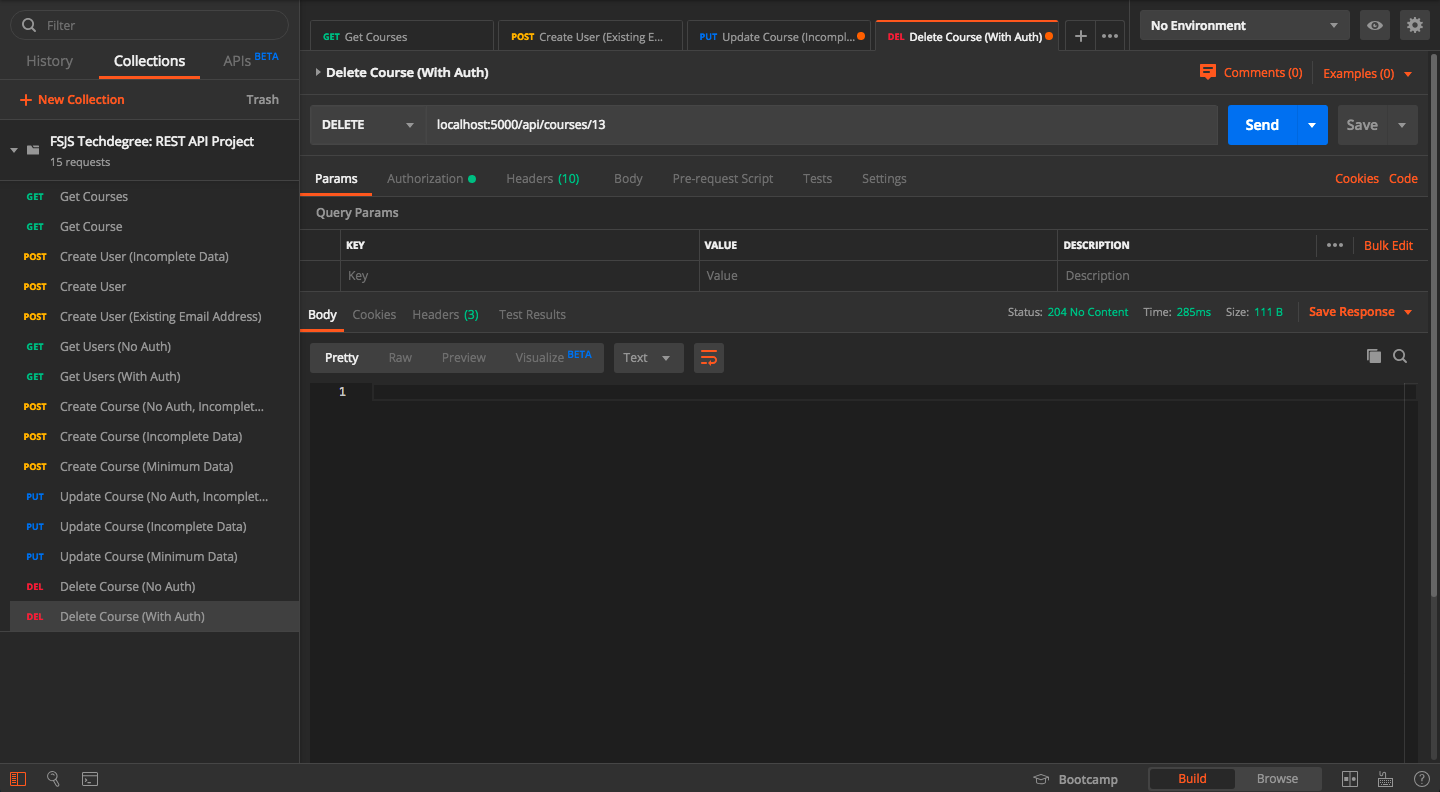 Filter
History
Collections
APIs BETA
+ New Collection
Trash
FSJS Techdegree: REST API Project
15 requests
GET Get Courses
GET Get Course
POST Create User (Incomplete Data)
POST Create User
POST Create User (Existing Email Address)
GET Get Users (No Auth)
GET Get Users (With Auth)
POST Create Course (No Auth, Incomplet...
POST Create Course (Incomplete Data)
POST Create Course (Minimum Data)
PUT Update Course (No Auth, Incomplet...
PUT Update Course (Incomplete Data)
PUT Update Course (Minimum Data)
DEL Delete Course (No Auth)
DEL Delete Course (With Auth)
GET Get Courses
POST Create User (Existing E...
PUT Update Course (Incompl...
DEL Delete Course (With Auth)
+
•••
No Environment
Delete Course (With Auth)
Comments (0)
Examples (0)
DELETE
localhost:5000/api/courses/13
Send
Save
Params
Authorization
Headers (10)
Body
Pre-request Script
Tests
Settings
Cookies
Code
Query Params
KEY
VALUE
DESCRIPTION
•••
Bulk Edit
Key
Value
Description
Body
Cookies
Headers (3)
Test Results
Status: 204 No Content
Time: 285ms
Size: 111 B
Save Response
Pretty
Raw
Preview
Visualize BETA
Text
1
Bootcamp
Build
Browse
?